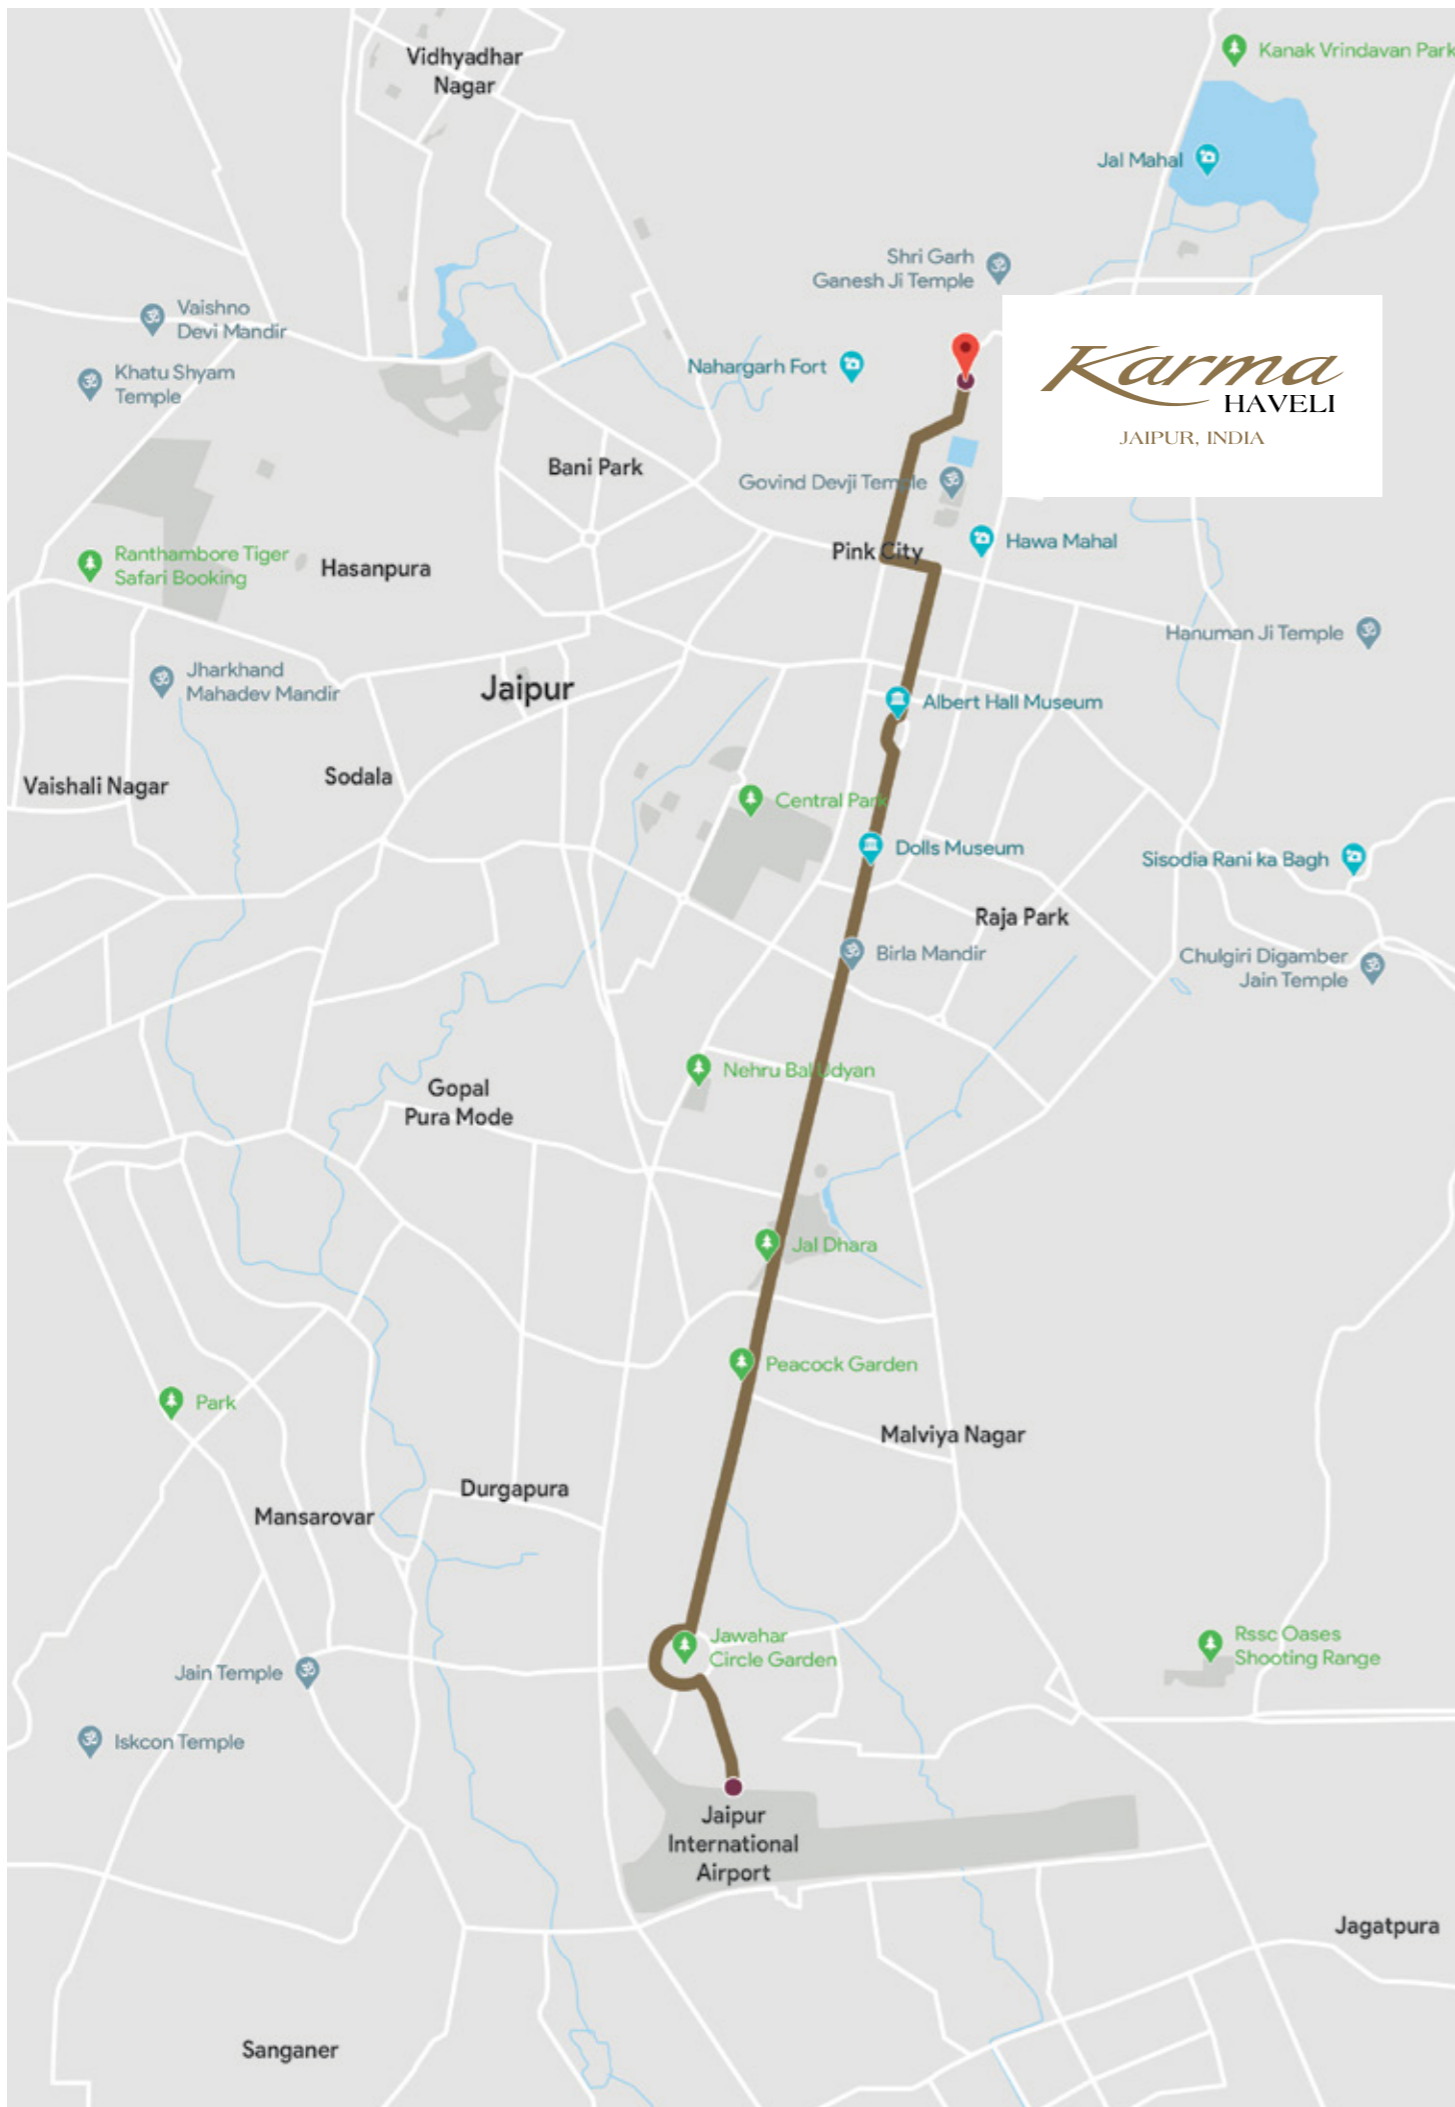 Vidhyadhar
Nagar
Kanak Vrindavan Park
Jal Mahal
Shri Garh
Ganesh Ji Temple
Vaishno
Devi Mandir
Khatu Shyam
Temple
Nahargarh Fort
Karma
HAVELI
JAIPUR, INDIA
Bani Park
Govind Devji Temple
Pink City
Hawa Mahal
Ranthambore Tiger
Safari Booking
Hasanpura
Hanuman Ji Temple
Jharkhand
Mahadev Mandir
Jaipur
Albert Hall Museum
Vaishali Nagar
Sodala
Central Park
Dolls Museum
Sisodia Rani ka Bagh
Raja Park
Birla Mandir
Chulgiri Digamber
Jain Temple
Nehru Bal Udyan
Gopal
Pura Mode
Jal Dhara
Peacock Garden
Park
Malviya Nagar
Durgapura
Mansarovar
Jawahar
Circle Garden
Rssc Oases
Shooting Range
Jain Temple
Iskcon Temple
Jaipur
International
Airport
Jagatpura
Sanganer